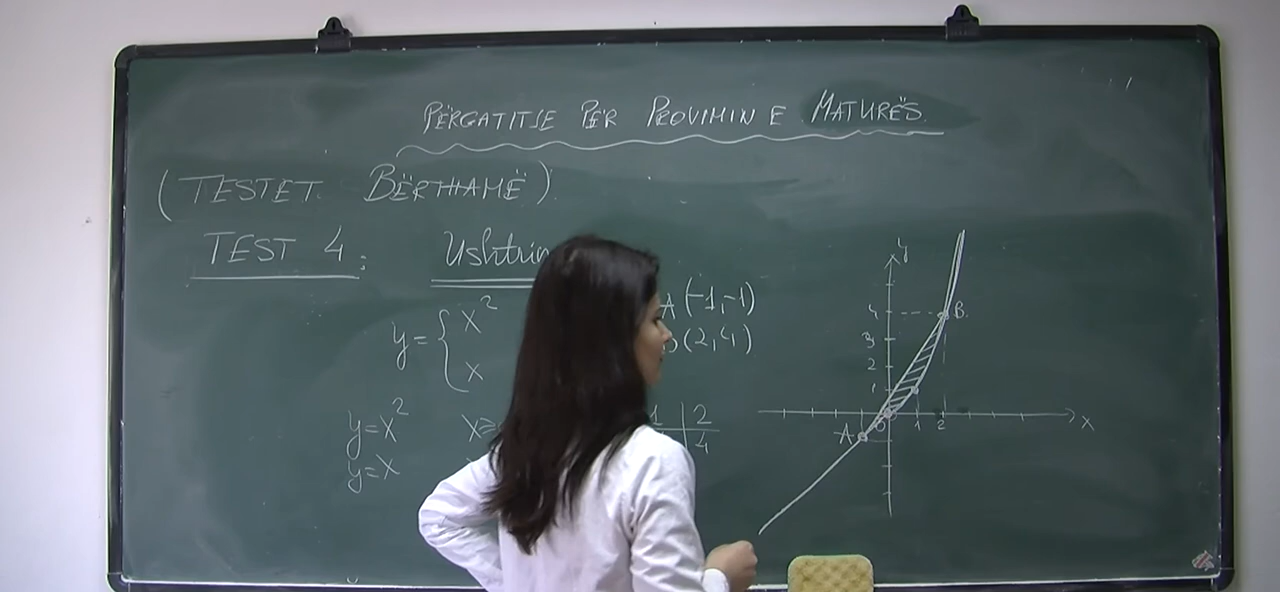 PËRGATITJE PËR PROVIMIN E MATURËS.
(TESTET BËRTHAMË).
TEST 4:
y = { x²
x
A(-1,-1)
(2,4)
y=x² x≥
y=x
1 | 2
4
y
4 B.
3
2
1
A 0 1 2 x